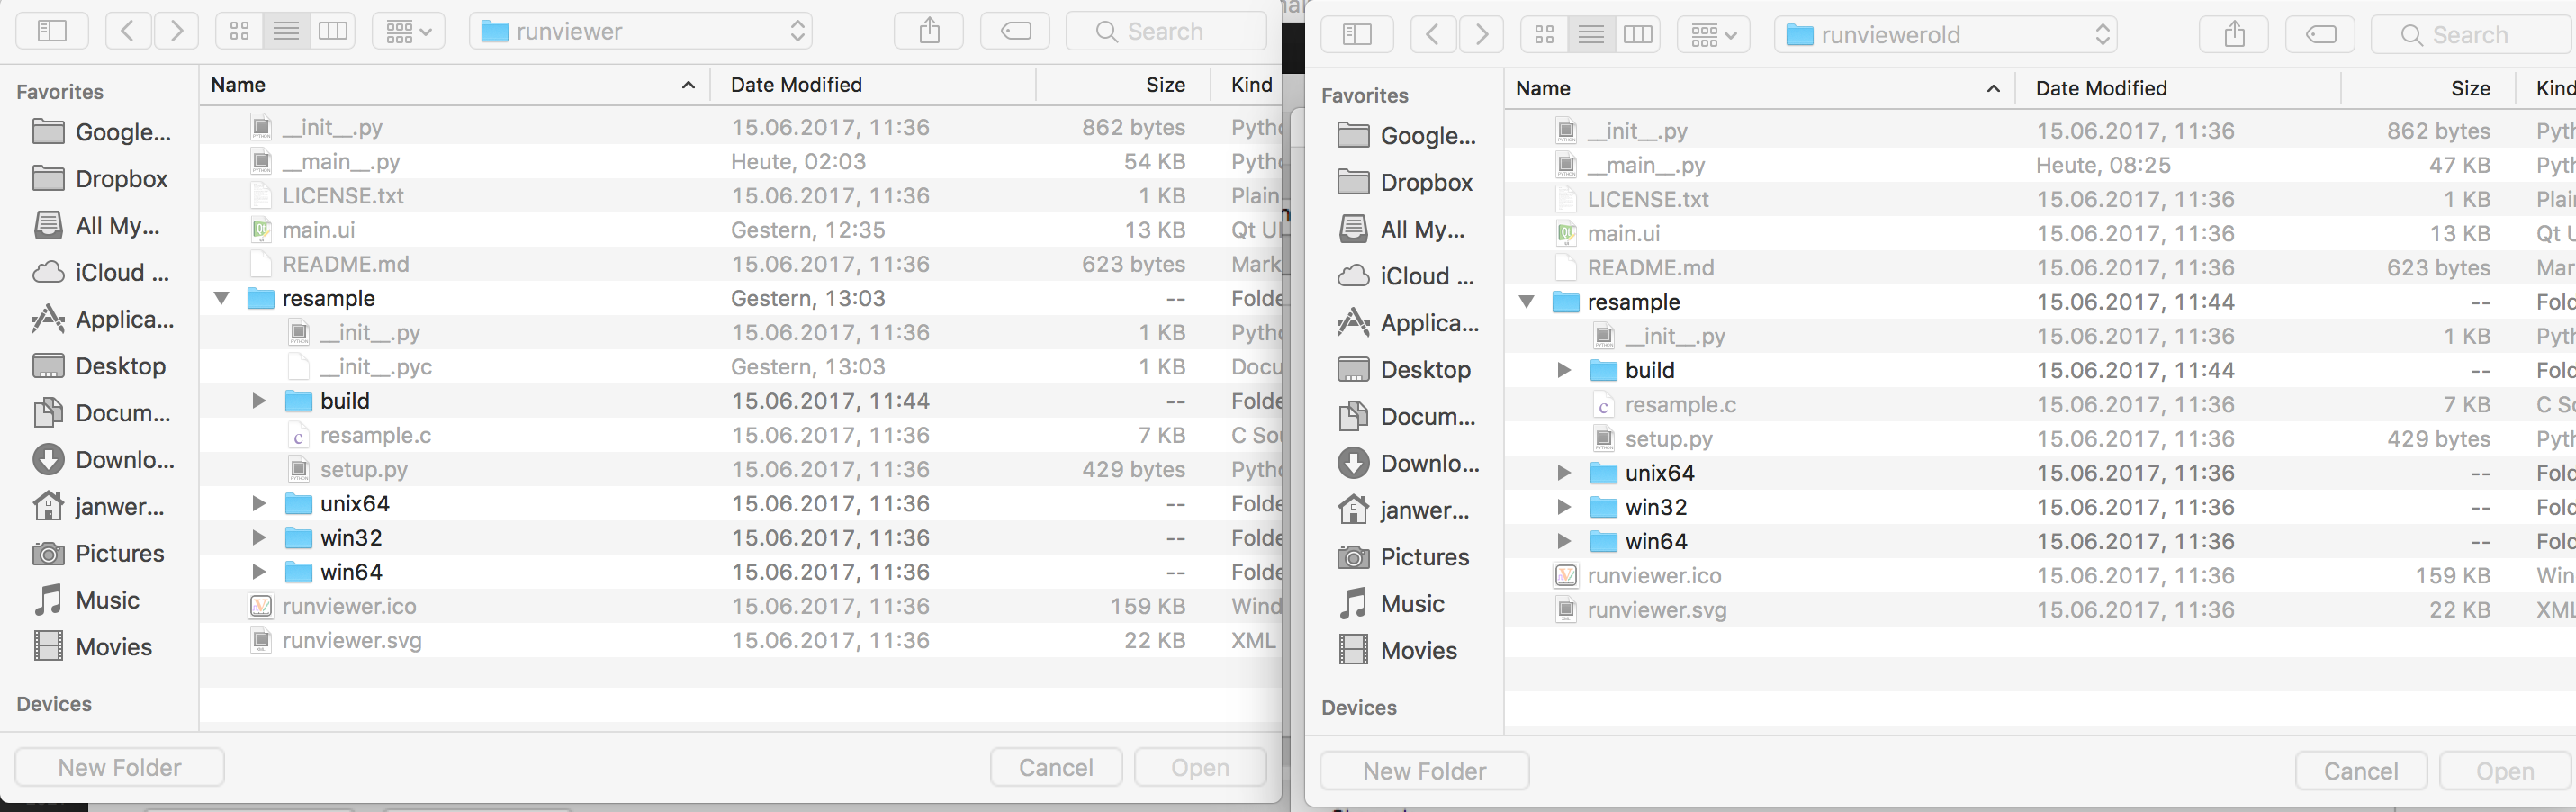 runviewer
Search
Name
Date Modified
Size
Kind
Favorites
Google...
Dropbox
All My...
iCloud ...
Applica...
Desktop
Docum...
Downlo...
janwer...
Pictures
Music
Movies
Devices
__init__.py 15.06.2017, 11:36 862 bytes Pytho
__main__.py Heute, 02:03 54 KB Pytho
LICENSE.txt 15.06.2017, 11:36 1 KB Plain
main.ui Gestern, 12:35 13 KB Qt UI
README.md 15.06.2017, 11:36 623 bytes Mark
resample Gestern, 13:03 -- Folde
__init__.py 15.06.2017, 11:36 1 KB Pytho
__init__.pyc Gestern, 13:03 1 KB Docu
build 15.06.2017, 11:44 -- Folde
c resample.c 15.06.2017, 11:36 7 KB C Sou
setup.py 15.06.2017, 11:36 429 bytes Pytho
unix64 15.06.2017, 11:36 -- Folde
win32 15.06.2017, 11:36 -- Folde
win64 15.06.2017, 11:36 -- Folde
runviewer.ico 15.06.2017, 11:36 159 KB Wind
runviewer.svg 15.06.2017, 11:36 22 KB XML
New Folder
Cancel
Open
runviewerold
Search
Name
Date Modified
Size
Kind
Favorites
Google...
Dropbox
All My...
iCloud ...
Applica...
Desktop
Docum...
Downlo...
janwer...
Pictures
Music
Movies
Devices
__init__.py 15.06.2017, 11:36 862 bytes Pyth
__main__.py Heute, 08:25 47 KB Pyth
LICENSE.txt 15.06.2017, 11:36 1 KB Plai
main.ui 15.06.2017, 11:36 13 KB Qt U
README.md 15.06.2017, 11:36 623 bytes Mar
resample 15.06.2017, 11:44 -- Fold
__init__.py 15.06.2017, 11:36 1 KB Pyth
build 15.06.2017, 11:44 -- Fold
c resample.c 15.06.2017, 11:36 7 KB C So
setup.py 15.06.2017, 11:36 429 bytes Pyth
unix64 15.06.2017, 11:36 -- Fold
win32 15.06.2017, 11:36 -- Fold
win64 15.06.2017, 11:36 -- Fold
runviewer.ico 15.06.2017, 11:36 159 KB Win
runviewer.svg 15.06.2017, 11:36 22 KB XML
New Folder
Cancel
Open